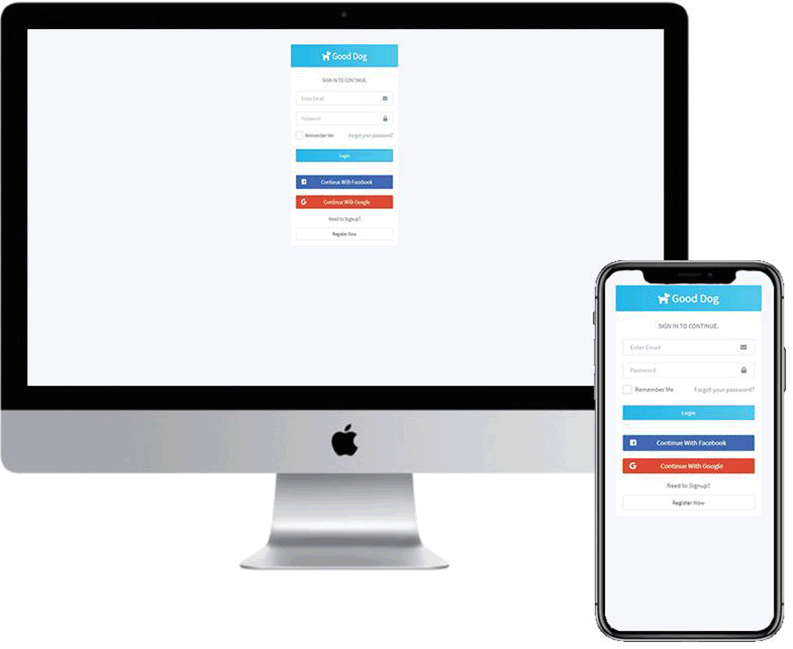 Good Dog
SIGN IN TO CONTINUE.
Enter Email
Password
Remember Me Forgot your password?
Login
Continue With Facebook
G Continue With Google
Need to Signup?
Register Now
Good Dog
SIGN IN TO CONTINUE.
Enter Email
Password
Remember Me Forgot your password?
Login
Continue With Facebook
G Continue With Google
Need to Signup?
Register Now